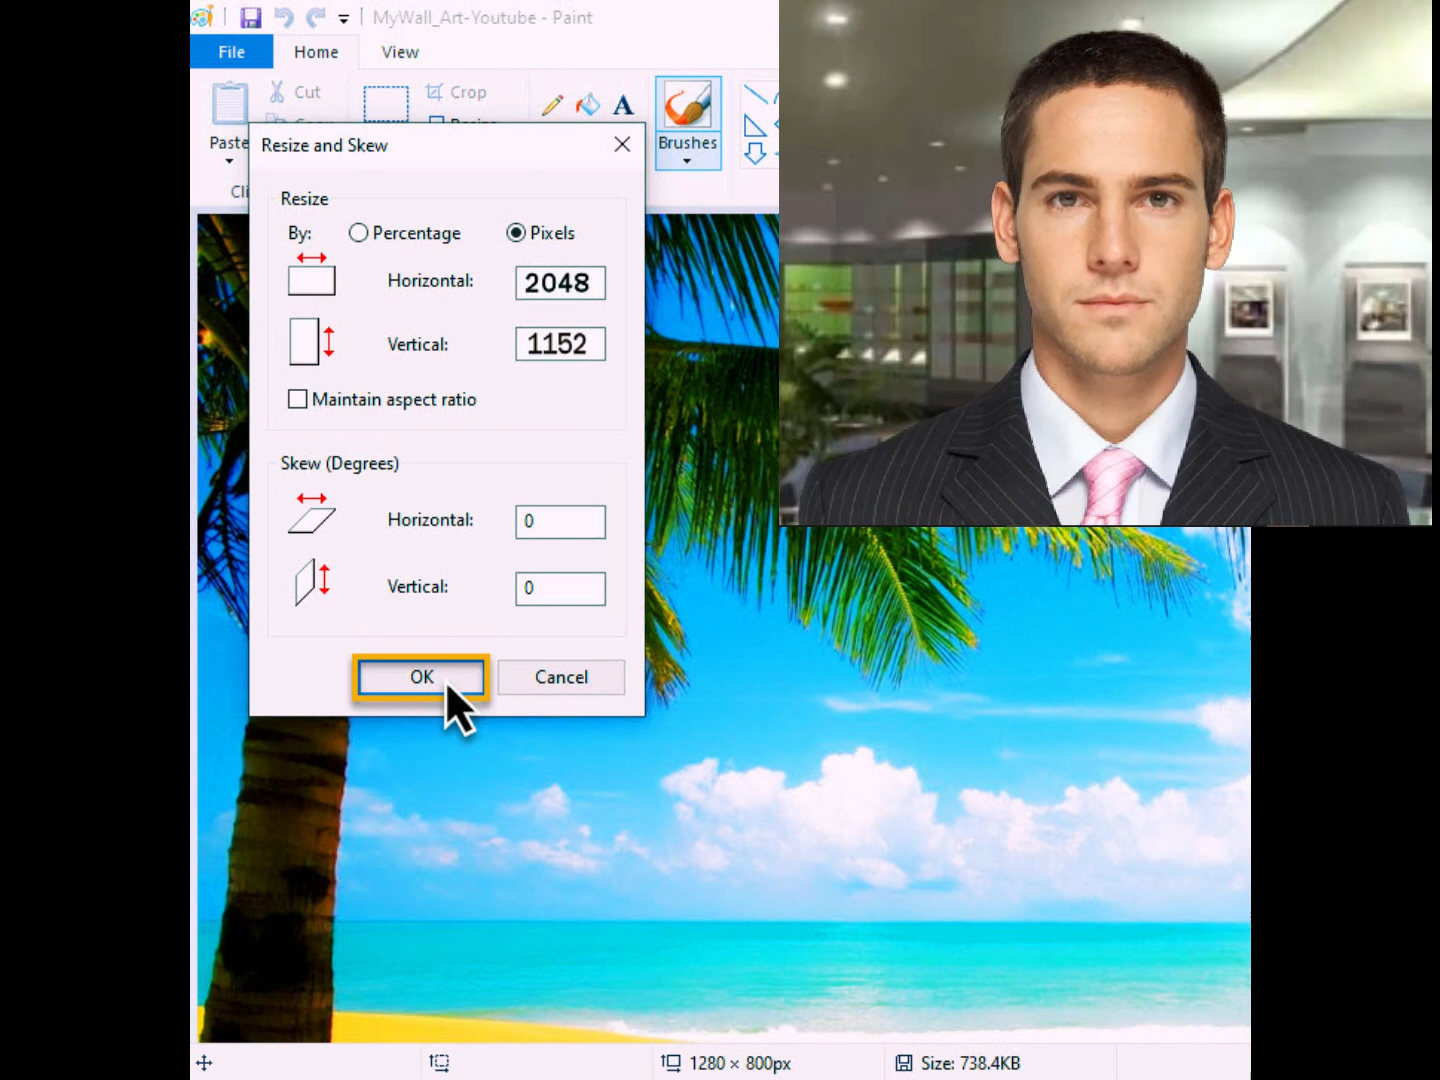 MyWall_Art-Youtube - Paint
File Home View
Cut
Crop
Paste
Brushes
Resize and Skew
Resize
By: Percentage Pixels
Horizontal: 2048
Vertical: 1152
Maintain aspect ratio
Skew (Degrees)
Horizontal: 0
Vertical: 0
OK Cancel
1280 × 800px Size: 738.4KB